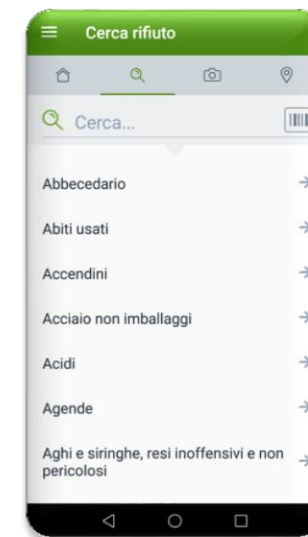 Cerca rifiuto
Cerca...
Abbecedario
Abiti usati
Accendini
Acciaio non imballaggi
Acidi
Agende
Aghi e siringhe, resi inoffensivi e non
pericolosi